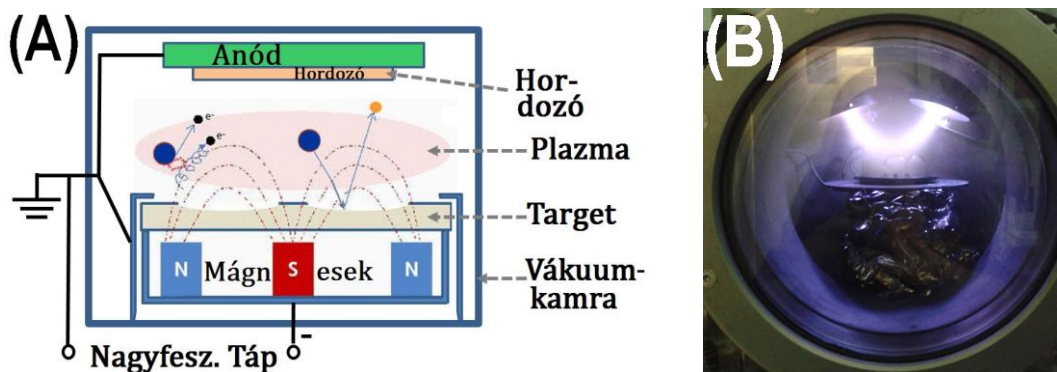 (A)
Anód
Hordozó
Hor-
dozó
e-
e-
Plazma
Target
N Mágn S esek N
Vákuum-
kamra
-
Nagyfesz. Táp
(B)